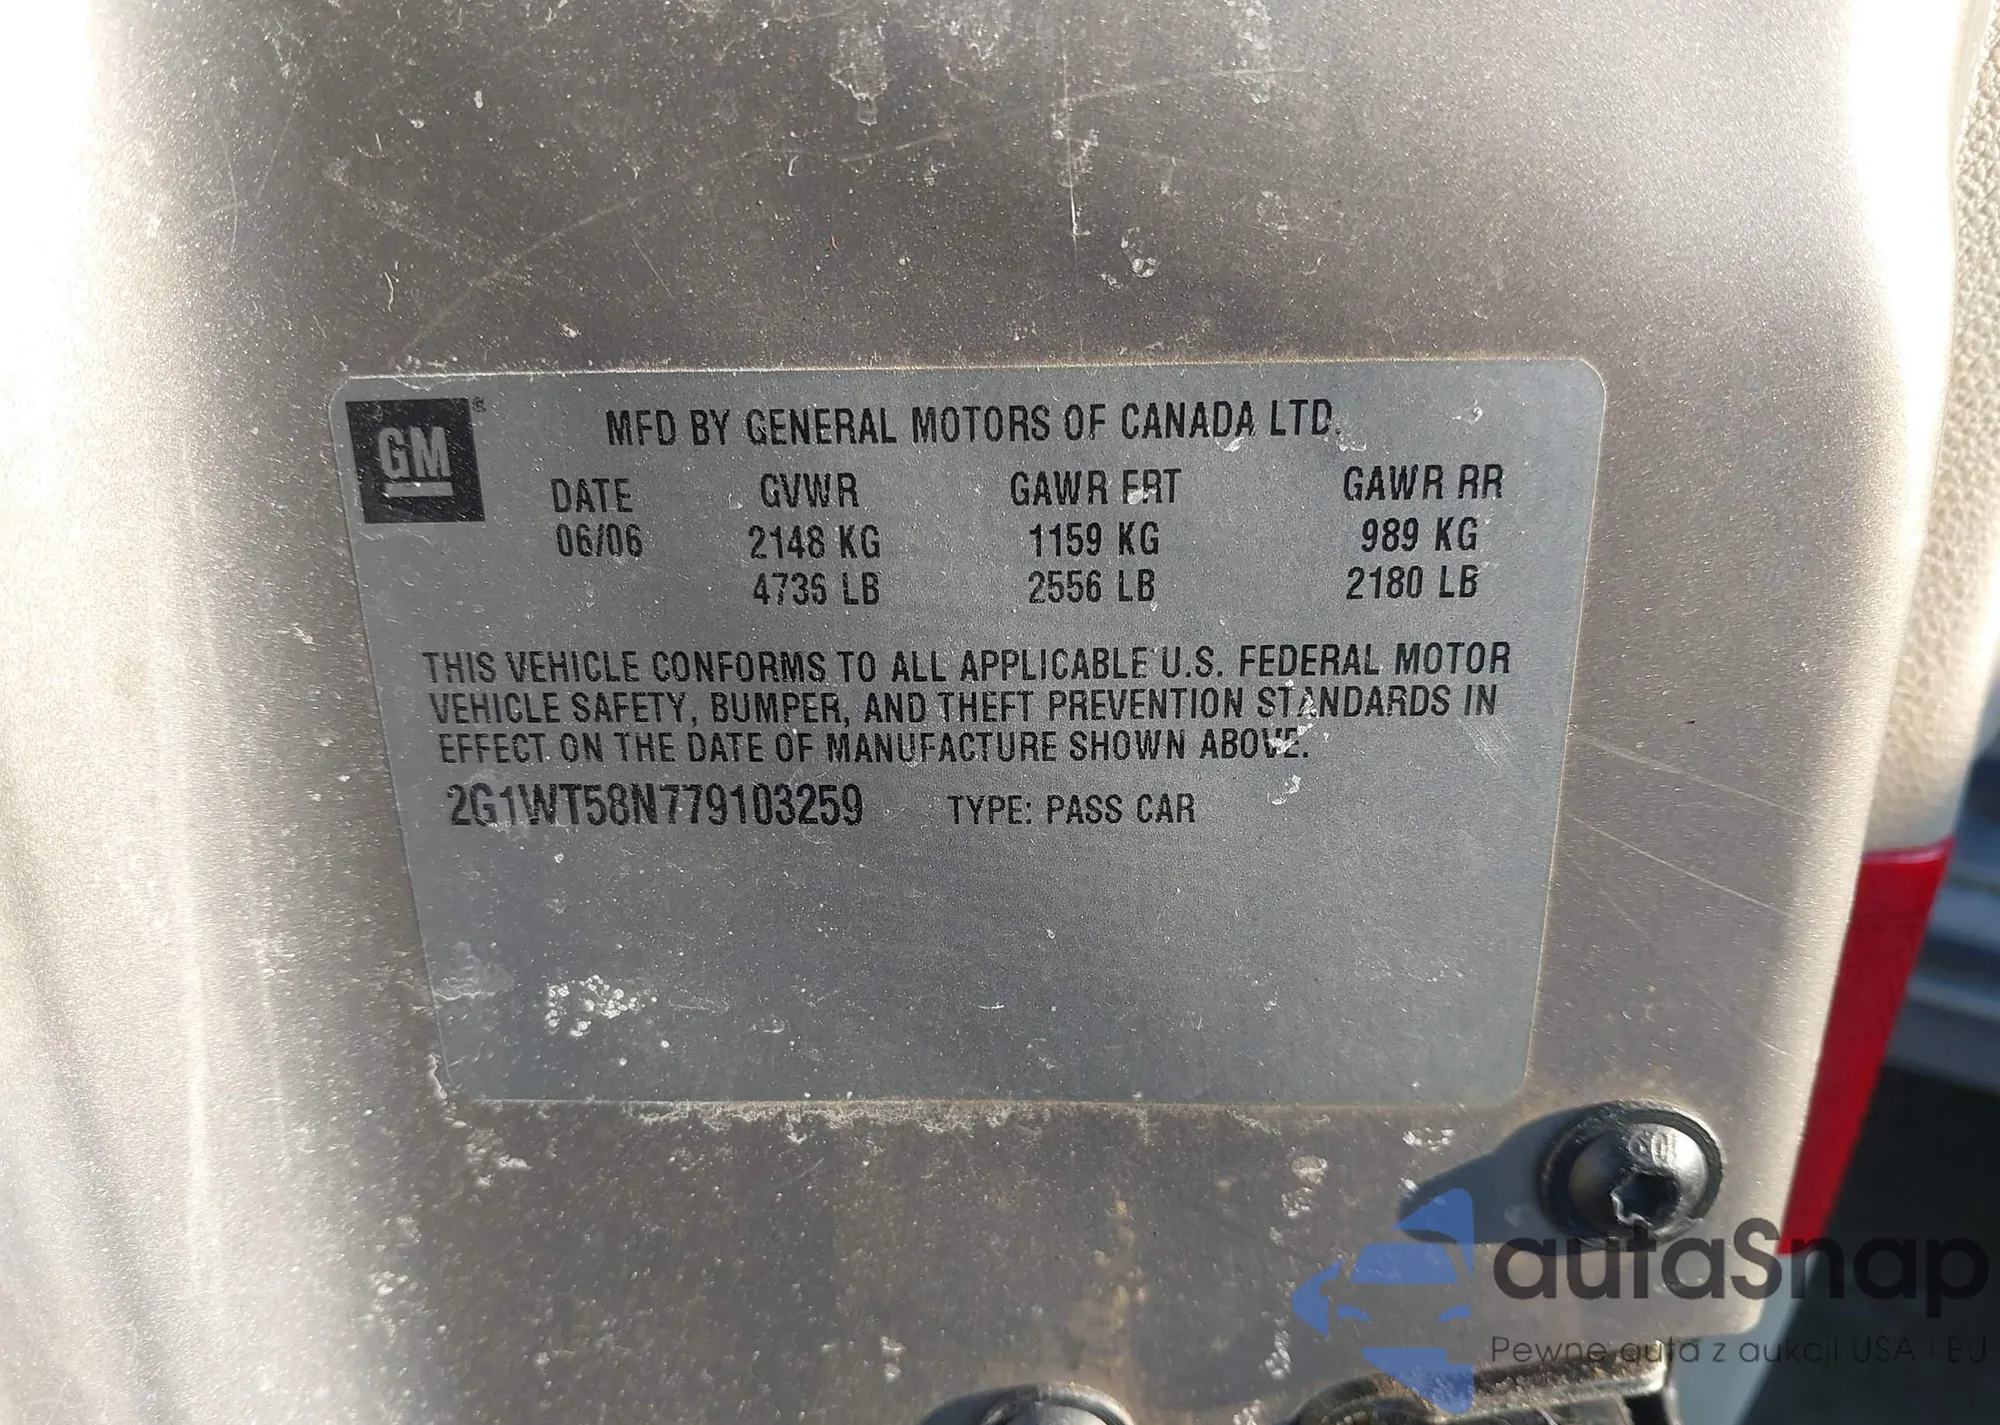 GM ®
MFD BY GENERAL MOTORS OF CANADA LTD.
DATE GVWR GAWR FRT GAWR RR
06/06 2148 KG 1159 KG 989 KG
4736 LB 2556 LB 2180 LB
THIS VEHICLE CONFORMS TO ALL APPLICABLE U.S. FEDERAL MOTOR
VEHICLE SAFETY, BUMPER, AND THEFT PREVENTION STANDARDS IN
EFFECT ON THE DATE OF MANUFACTURE SHOWN ABOVE.
2G1WT58N779103259 TYPE: PASS CAR
autaSnap
Pewne auta z aukcji USA i EU